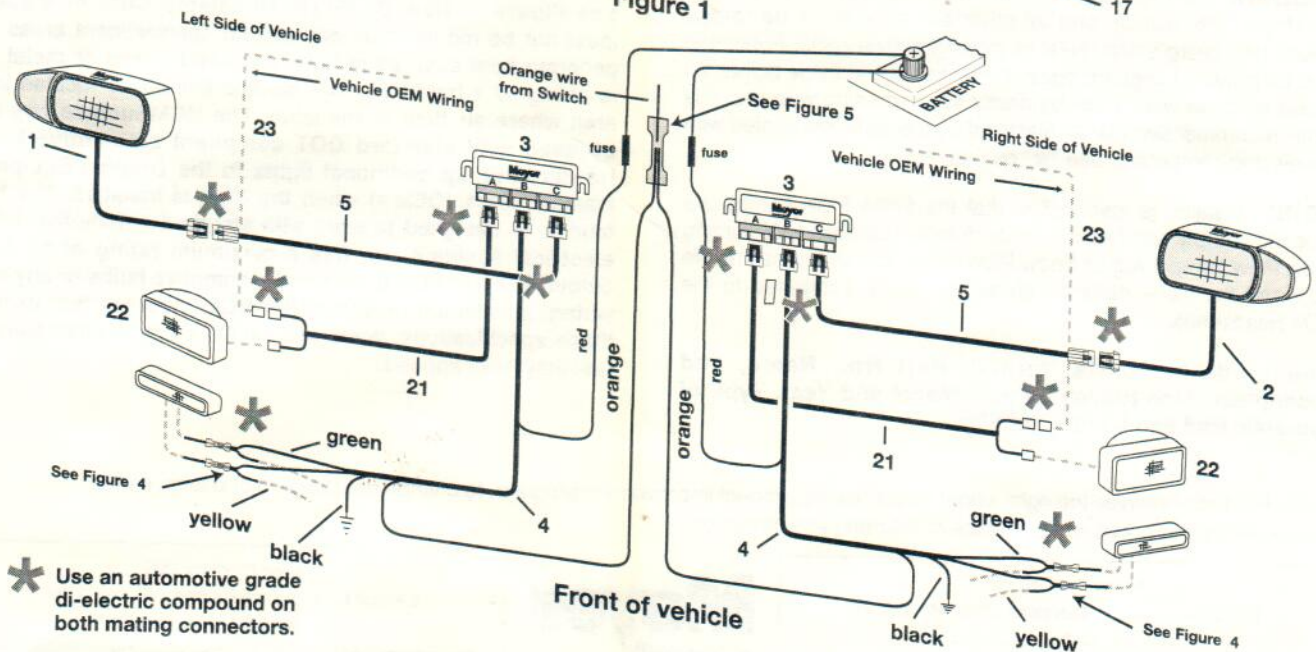 Figure 1
17
Left Side of Vehicle
Orange wire
from Switch
See Figure 5
BATTERY
Right Side of Vehicle
Meyer
1
Vehicle OEM Wiring
23
3
Meyer
A B C
fuse
fuse
3
Meyer
A B C
Vehicle OEM Wiring
23
5
5
22
red
orange
red
orange
2
21
21
22
green
green
See Figure 4
yellow
black
4
4
black
yellow
See Figure 4
Front of vehicle
Use an automotive grade
di-electric compound on
both mating connectors.